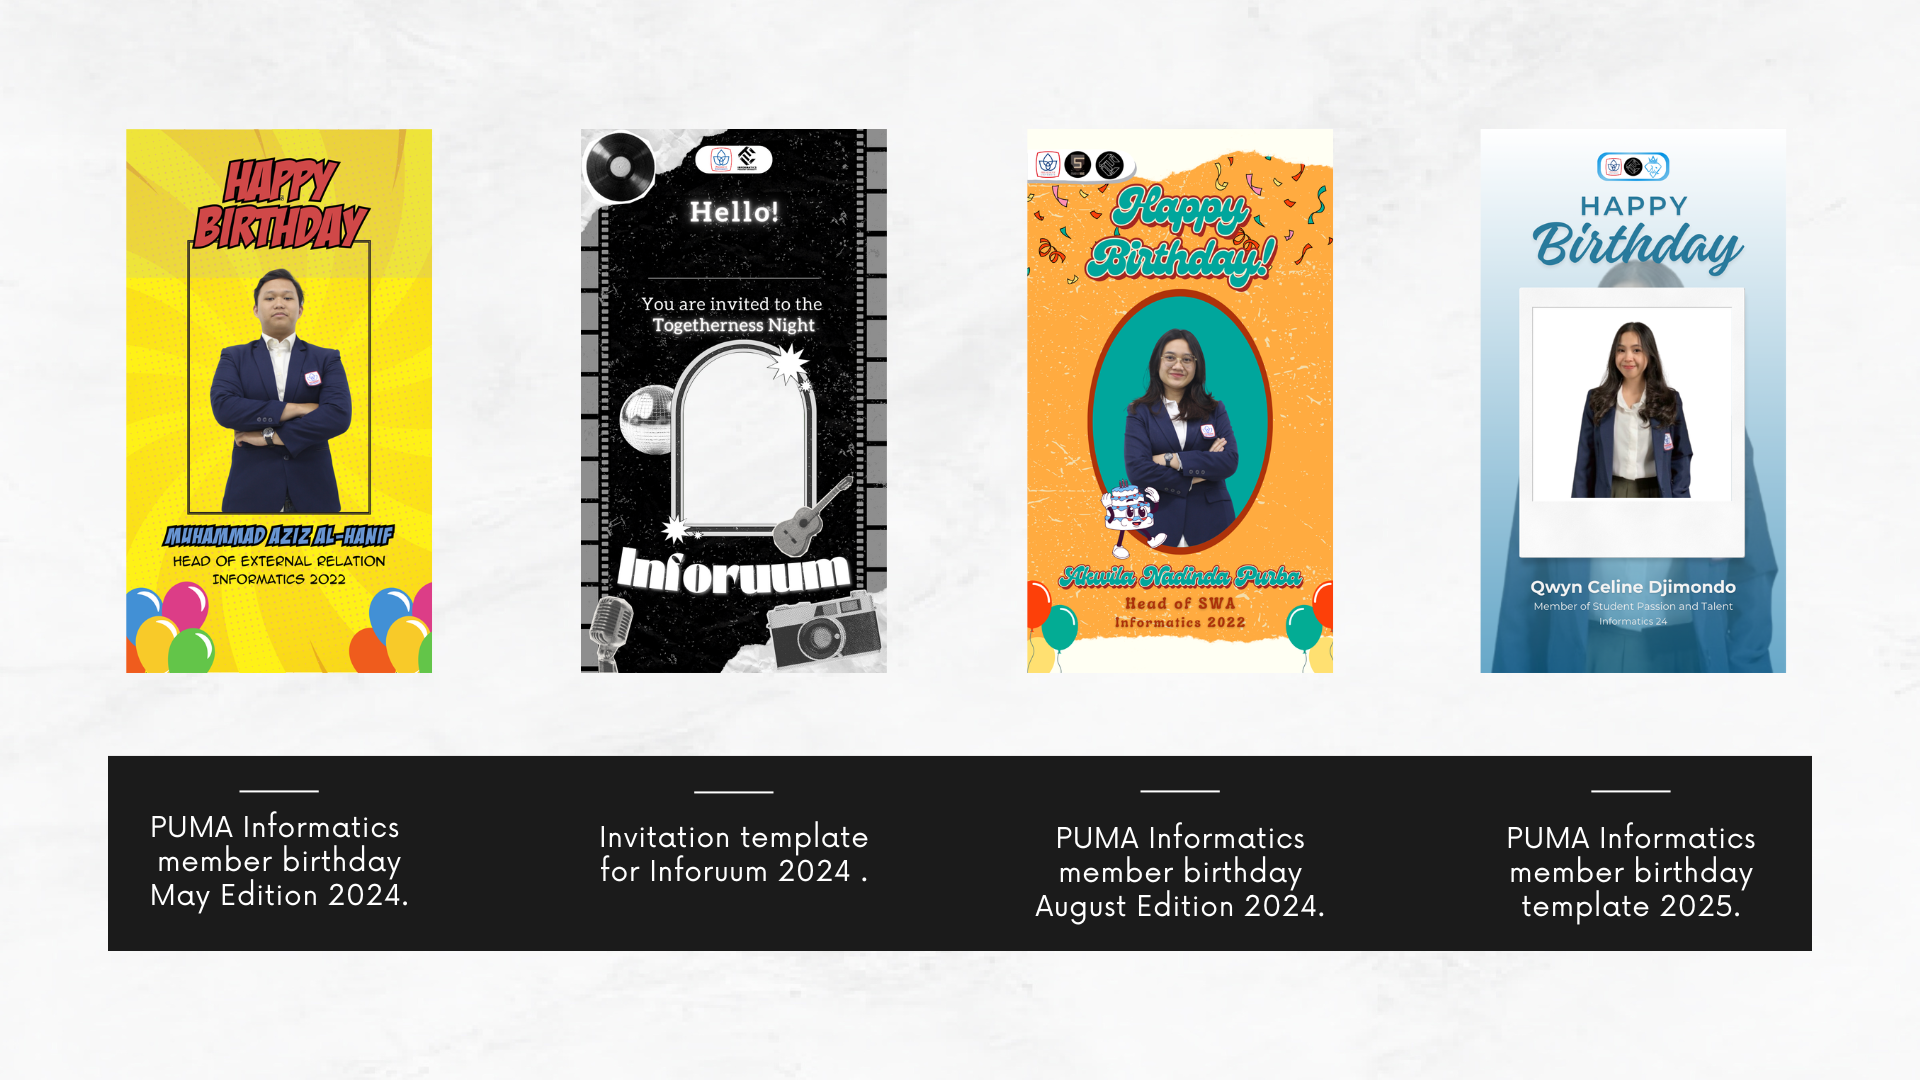 HAPPY
BIRTHDAY
MUHAMMAD AZIZ AL-HANIF
HEAD OF EXTERNAL RELATION
INFORMATICS 2022
Hello!
You are invited to the
Togetherness Night
Inforuum
Happy
Birthday!
Akwila Nadinda Purba
Head of SWA
Informatics 2022
HAPPY
Birthday
Qwyn Celine Djimondo
Member of Student Passion and Talent
Informatics 24
PUMA Informatics
member birthday
May Edition 2024.
Invitation template
for Inforuum 2024 .
PUMA Informatics
member birthday
August Edition 2024.
PUMA Informatics
member birthday
template 2025.